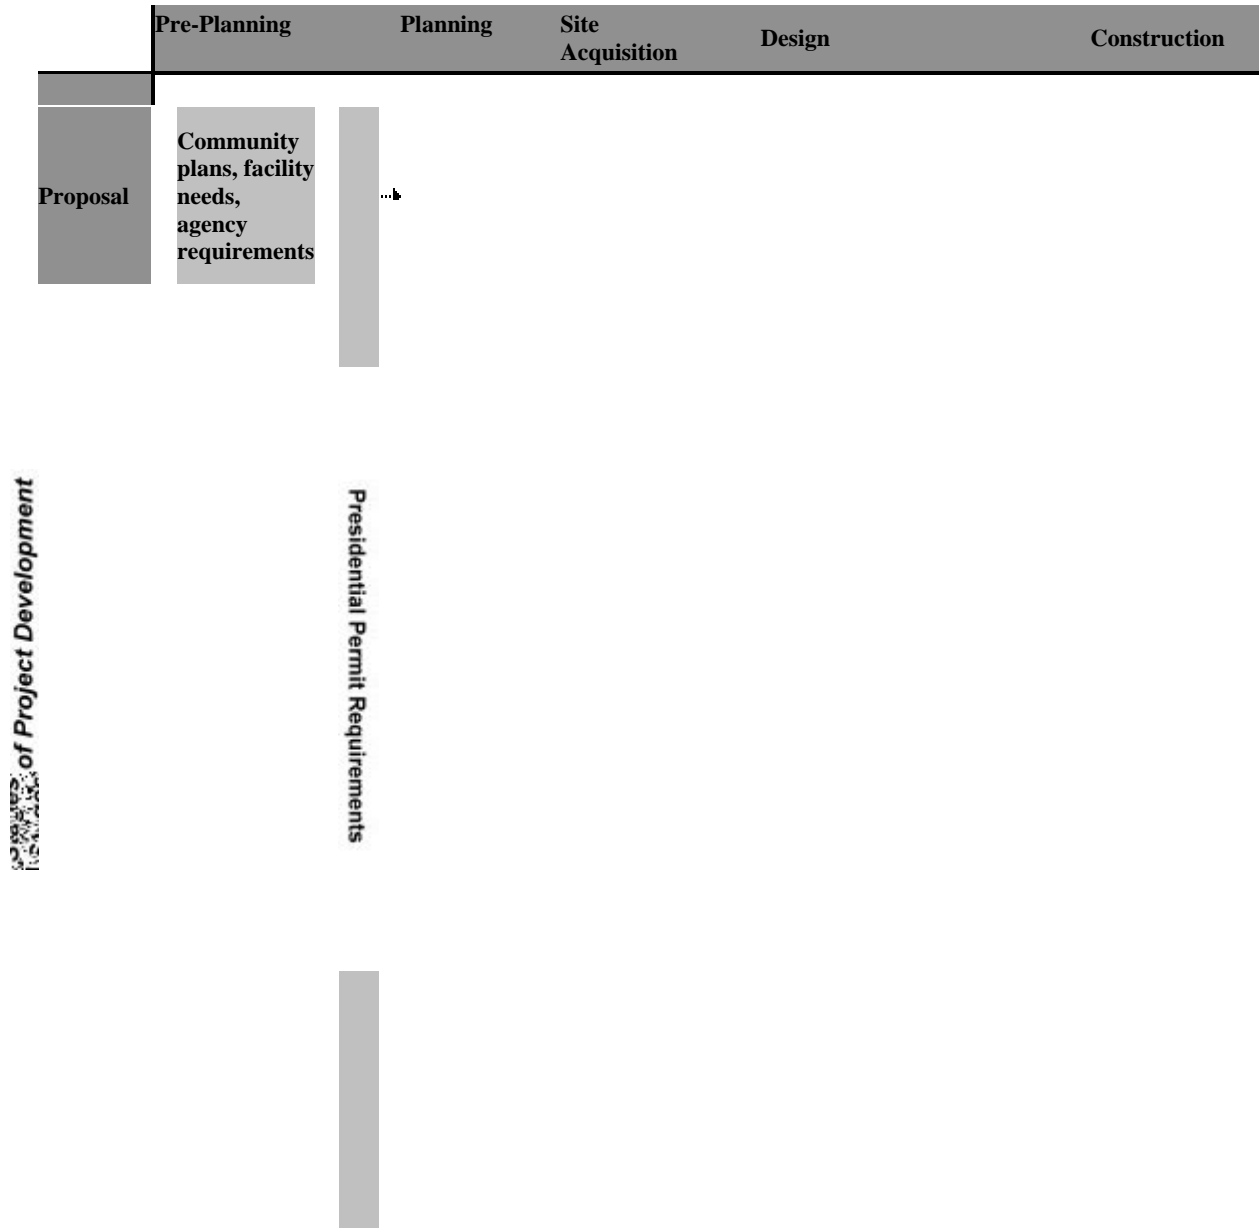 Pre-Planning
Planning
Site
Acquisition
Design
Construction
Proposal
Community
plans, facility
needs,
agency
requirements
of Project Development
Presidential Permit Requirements